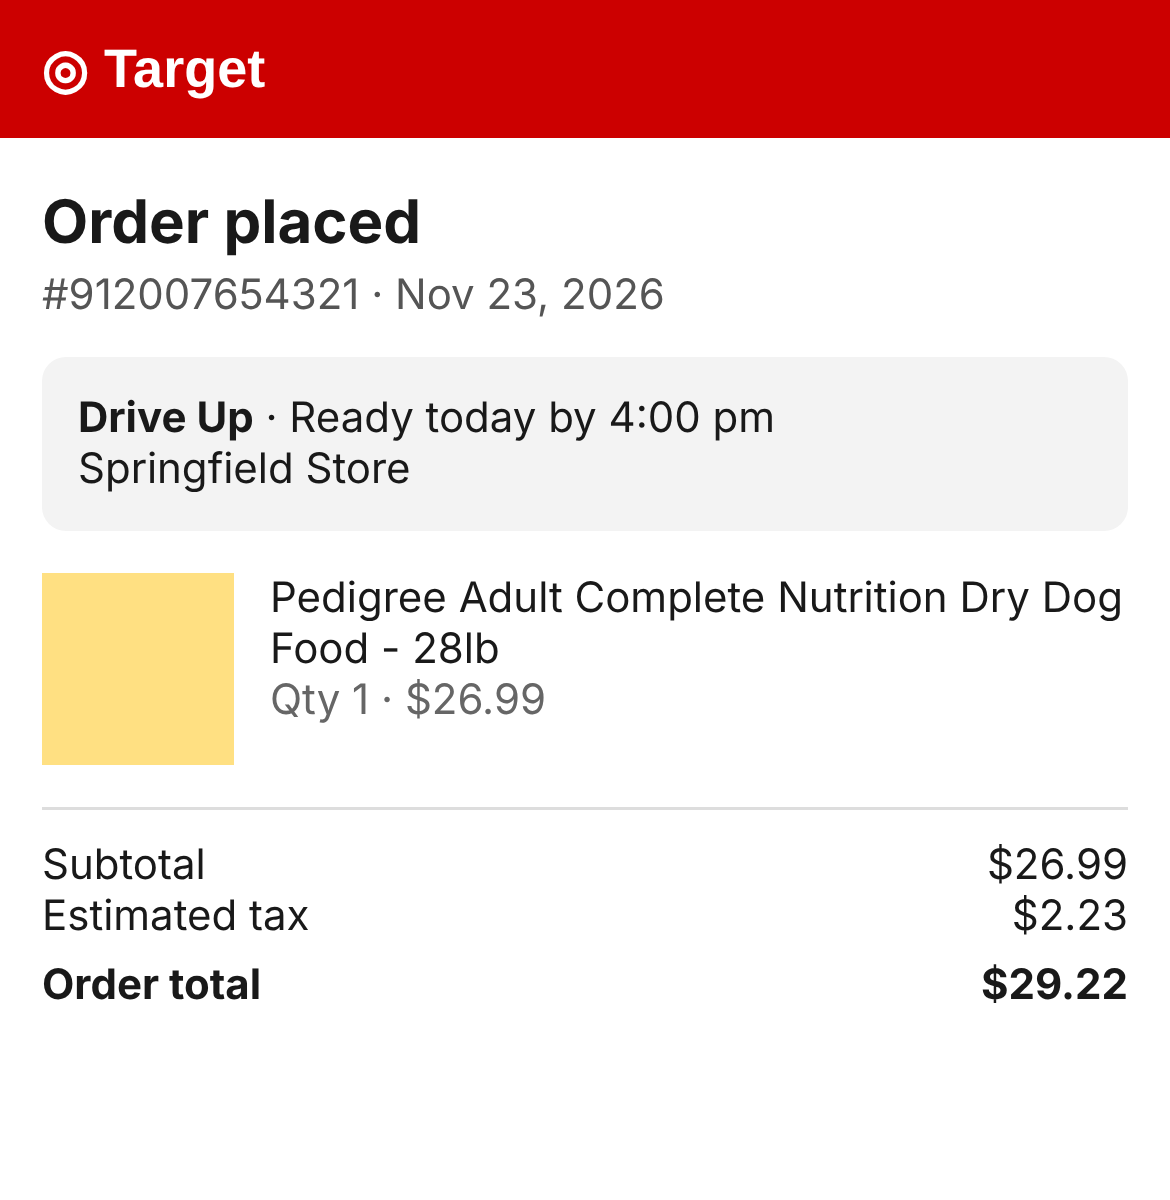 ◎ Target
Order placed
#912007654321 · Nov 23, 2026
Drive Up · Ready today by 4:00 pm
Springfield Store
Pedigree Adult Complete Nutrition Dry Dog
Food - 28lb
Qty 1 · $26.99
Subtotal $26.99
Estimated tax $2.23
Order total $29.22